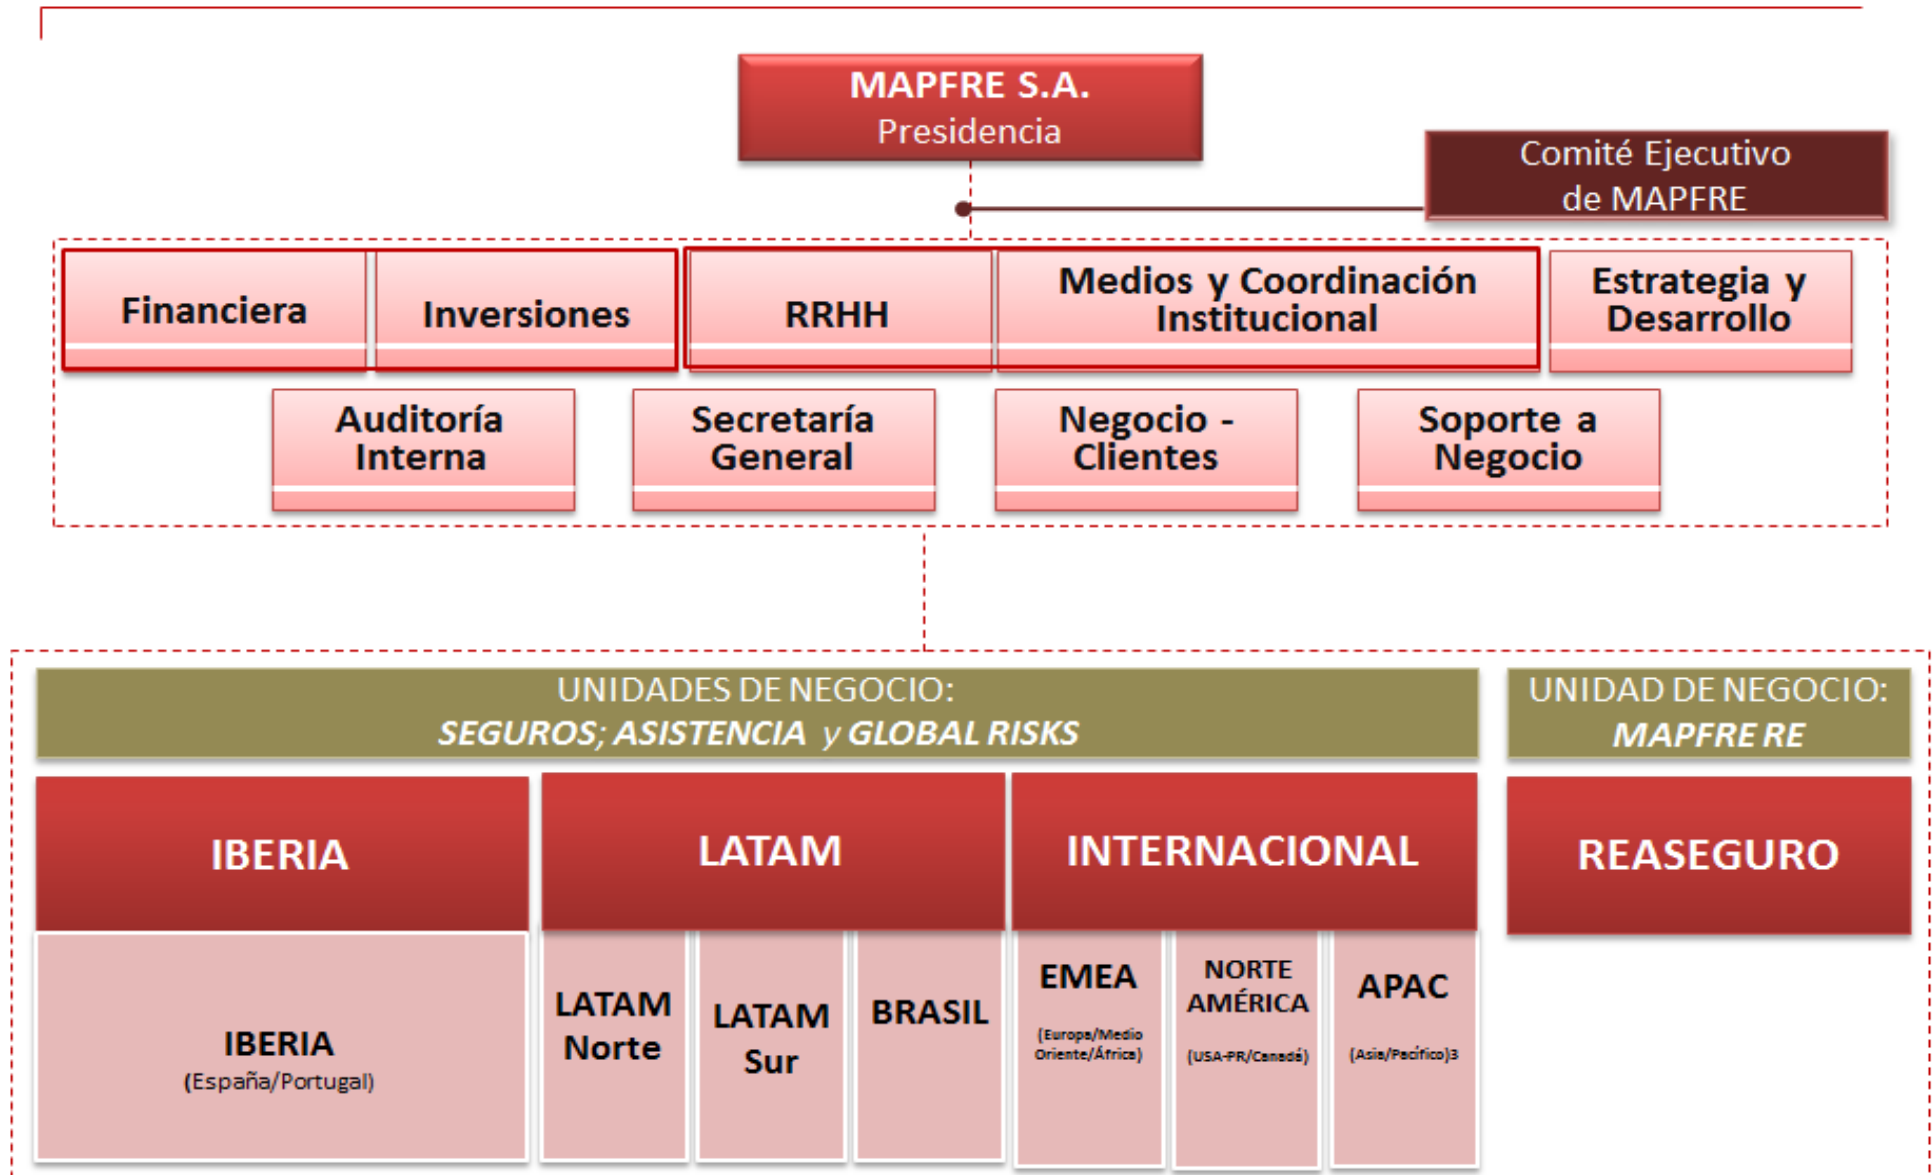 MAPFRE S.A.
Presidencia
Comité Ejecutivo
de MAPFRE
Financiera
Inversiones
RRHH
Medios y Coordinación
Institucional
Estrategia y
Desarrollo
Auditoría
Interna
Secretaría
General
Negocio -
Clientes
Soporte a
Negocio
UNIDADES DE NEGOCIO:
SEGUROS; ASISTENCIA y GLOBAL RISKS
UNIDAD DE NEGOCIO:
MAPFRE RE
IBERIA
LATAM
INTERNACIONAL
REASEGURO
IBERIA
(España/Portugal)
LATAM
Norte
LATAM
Sur
BRASIL
EMEA
(Europa/Medio
Oriente/África)
NORTE
AMÉRICA
(USA-PR/Canadá)
APAC
(Asia/Pacífico)3